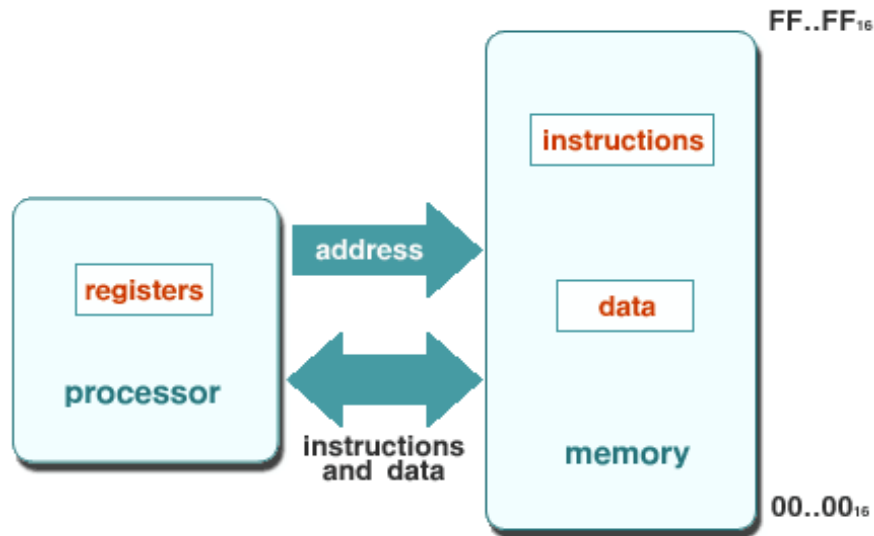 FF..FF₁₆
instructions
address
registers
data
processor
instructions
and data
memory
00..00₁₆